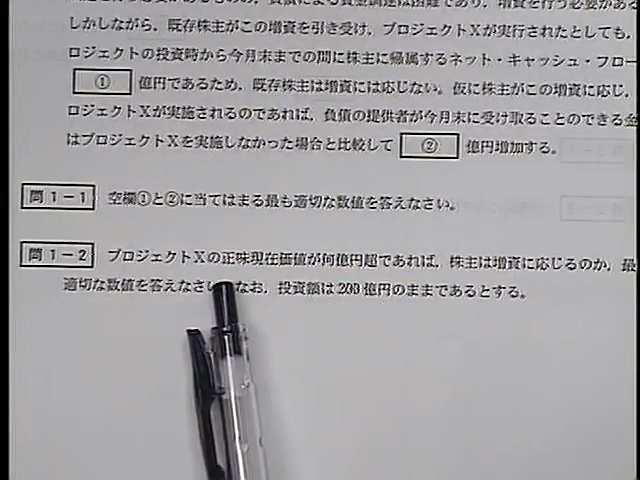 しかしながら，既存株主がこの増資を引き受け，プロジェクトXが実行されたとしても，
ロジェクトの投資時から今月末までの間に株主に帰属するネット・キャッシュ・フロー
① 億円であるため，既存株主は増資には応じない。仮に株主がこの増資に応じ，
ロジェクトXが実施されるのであれば，負債の提供者が今月末に受け取ることのできる金
はプロジェクトXを実施しなかった場合と比較して ② 億円増加する。
問1－1 空欄①と②に当てはまる最も適切な数値を答えなさい。
問1－2 プロジェクトXの正味現在価値が何億円超であれば，株主は増資に応じるのか，最
適切な数値を答えなさい なお，投資額は200億円のままであるとする。